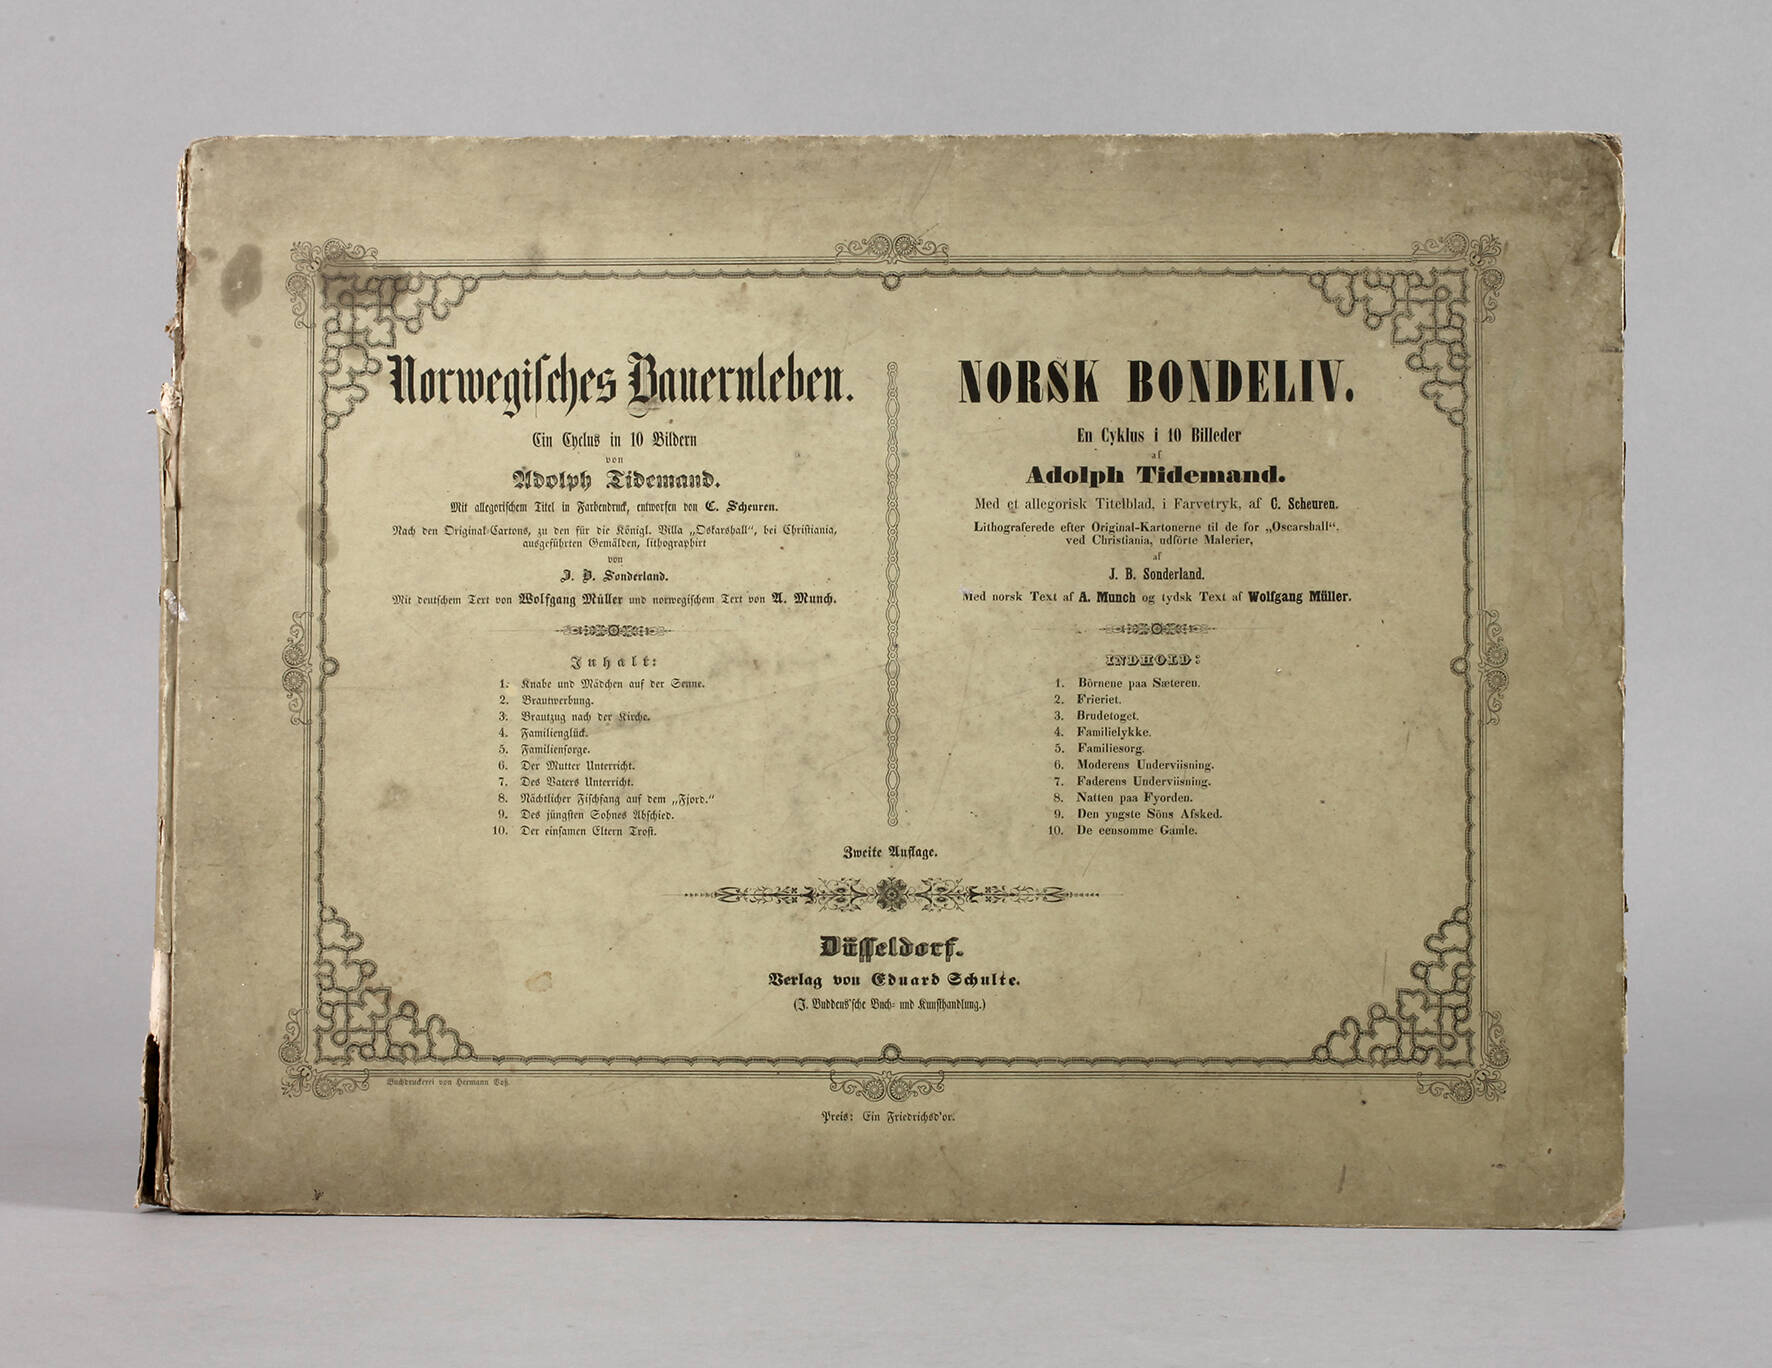 Norwegisches Bauernleben.
Ein Cyclus in 10 Bildern
von
Adolph Tidemand.
Mit allegorischem Titel in Farbendruck, entworfen von C. Scheuren.
Nach den Original-Cartons, zu den für die Königl. Villa „Oskarshall“, bei Christiania,
ausgeführten Gemälden, lithographirt
von
J. B. Sonderland.
Mit deutschem Text von Wolfgang Müller und norwegischem Text von A. Munch.
Inhalt:
1. Knabe und Mädchen auf der Senne.
2. Brautwerbung.
3. Brautzug nach der Kirche.
4. Familienglück.
5. Familiensorge.
6. Der Mutter Unterricht.
7. Des Vaters Unterricht.
8. Nächtlicher Fischfang auf dem „Fjord.“
9. Des jüngsten Sohnes Abschied.
10. Der einsamen Eltern Trost.
NORSK BONDELIV.
En Cyklus i 10 Billeder
af
Adolph Tidemand.
Med et allegorisk Titelblad, i Farvetryk, af C. Scheuren.
Lithograferede efter Original-Kartonerne til de for „Oscarshall“,
ved Christiania, udförte Malerier,
af
J. B. Sonderland.
Med norsk Text af A. Munch og tydsk Text af Wolfgang Müller.
INDHOLD:
1. Börnene paa Sæteren.
2. Frieriet.
3. Brudetoget.
4. Familielykke.
5. Familiesorg.
6. Moderens Underviisning.
7. Faderens Underviisning.
8. Natten paa Fyorden.
9. Den yngste Söns Afsked.
10. De eensomme Gamle.
Zweite Auflage.
Düsseldorf.
Verlag von Eduard Schulte.
(J. Buddeus'sche Buch- und Kunsthandlung.)
Buchdruckerei von Hermann Voß.
Preis: Ein Friedrichsd'or.